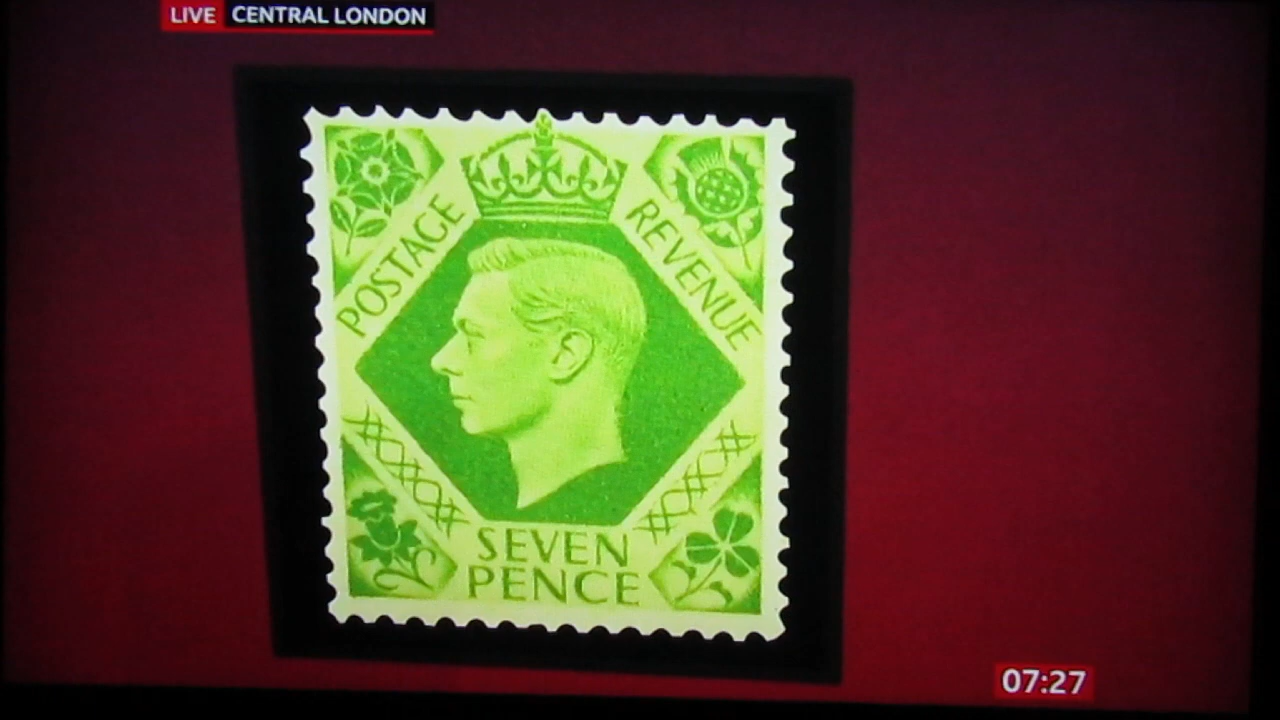 LIVE CENTRAL LONDON
POSTAGE
REVENUE
SEVEN
PENCE
07:27